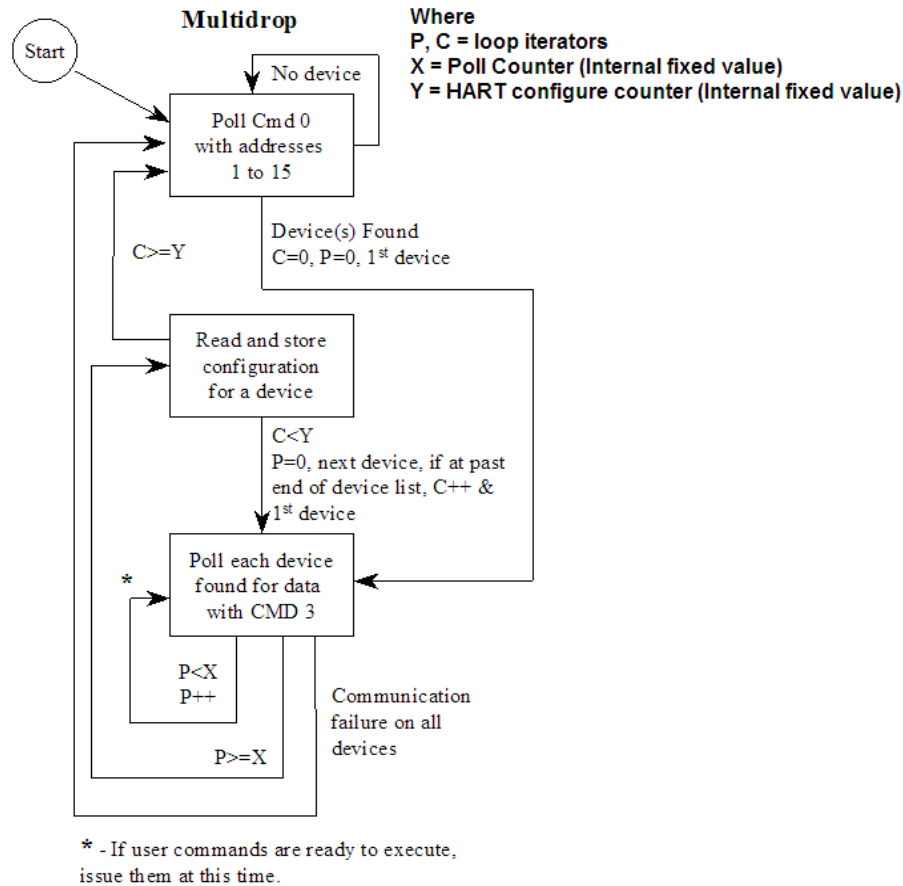 Multidrop
Where
P, C = loop iterators
X = Poll Counter (Internal fixed value)
Y = HART configure counter (Internal fixed value)
Start
No device
Poll Cmd 0
with addresses
1 to 15
Device(s) Found
C=0, P=0, 1st device
C>=Y
Read and store
configuration
for a device
C<Y
P=0, next device, if at past
end of device list, C++ &
1st device
Poll each device
found for data
with CMD 3
*
P<X
P++
P>=X
Communication
failure on all
devices
* - If user commands are ready to execute,
issue them at this time.